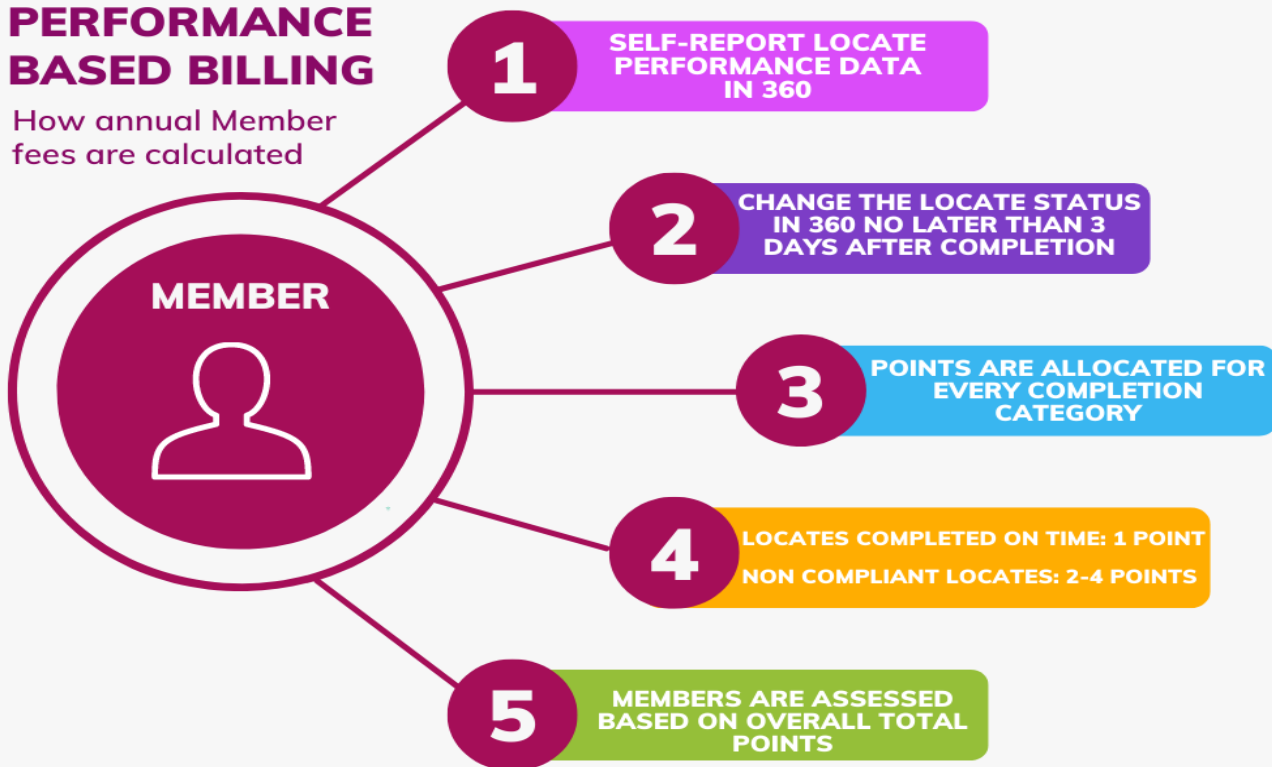 PERFORMANCE
BASED BILLING
How annual Member
fees are calculated
MEMBER
1
SELF-REPORT LOCATE
PERFORMANCE DATA
IN 360
2
CHANGE THE LOCATE STATUS
IN 360 NO LATER THAN 3
DAYS AFTER COMPLETION
3
POINTS ARE ALLOCATED FOR
EVERY COMPLETION
CATEGORY
4
LOCATES COMPLETED ON TIME: 1 POINT
NON COMPLIANT LOCATES: 2-4 POINTS
5
MEMBERS ARE ASSESSED
BASED ON OVERALL TOTAL
POINTS